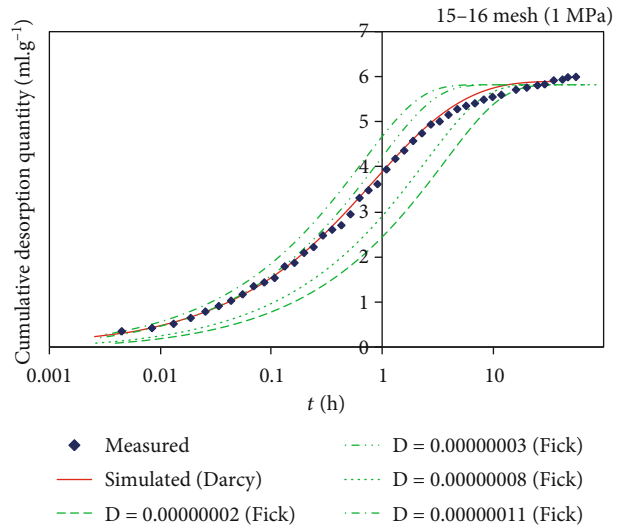 15–16 mesh (1 MPa)
Cumulative desorption quantity (ml.g⁻¹)
7
6
5
4
3
2
1
0
0.001 0.01 0.1 1 10
t (h)
Measured
Simulated (Darcy)
D = 0.00000002 (Fick)
D = 0.00000003 (Fick)
D = 0.00000008 (Fick)
D = 0.00000011 (Fick)